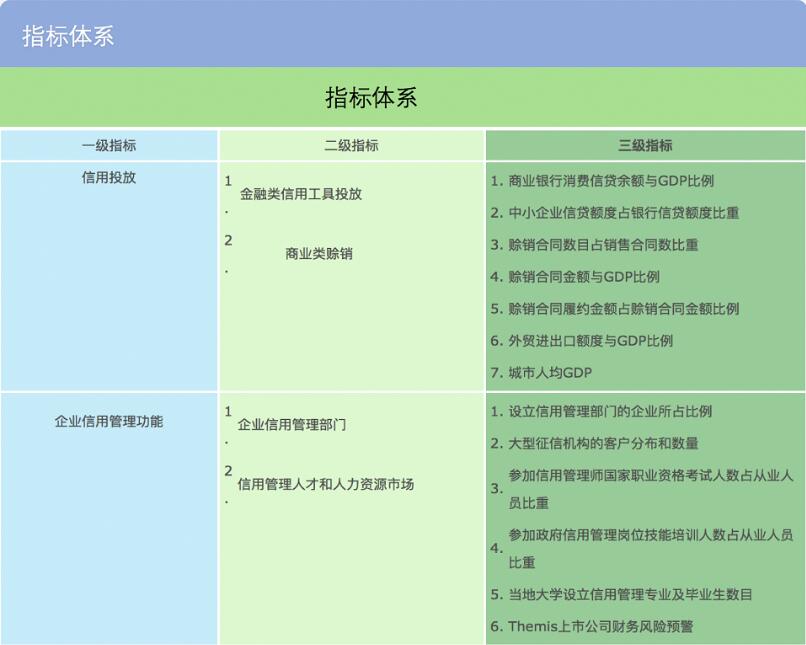 指标体系
指标体系
一级指标
二级指标
三级指标
信用投放
1. 金融类信用工具投放
2. 商业类赊销
1. 商业银行消费信贷余额与GDP比例
2. 中小企业信贷额度占银行信贷额度比重
3. 赊销合同数目占销售合同数比重
4. 赊销合同金额与GDP比例
5. 赊销合同履约金额占赊销合同金额比例
6. 外贸进出口额度与GDP比例
7. 城市人均GDP
企业信用管理功能
1. 企业信用管理部门
2. 信用管理人才和人力资源市场
1. 设立信用管理部门的企业所占比例
2. 大型征信机构的客户分布和数量
3. 参加信用管理师国家职业资格考试人数占从业人
员比重
4. 参加政府信用管理岗位技能培训人数占从业人员
比重
5. 当地大学设立信用管理专业及毕业生数目
6. Themis上市公司财务风险预警